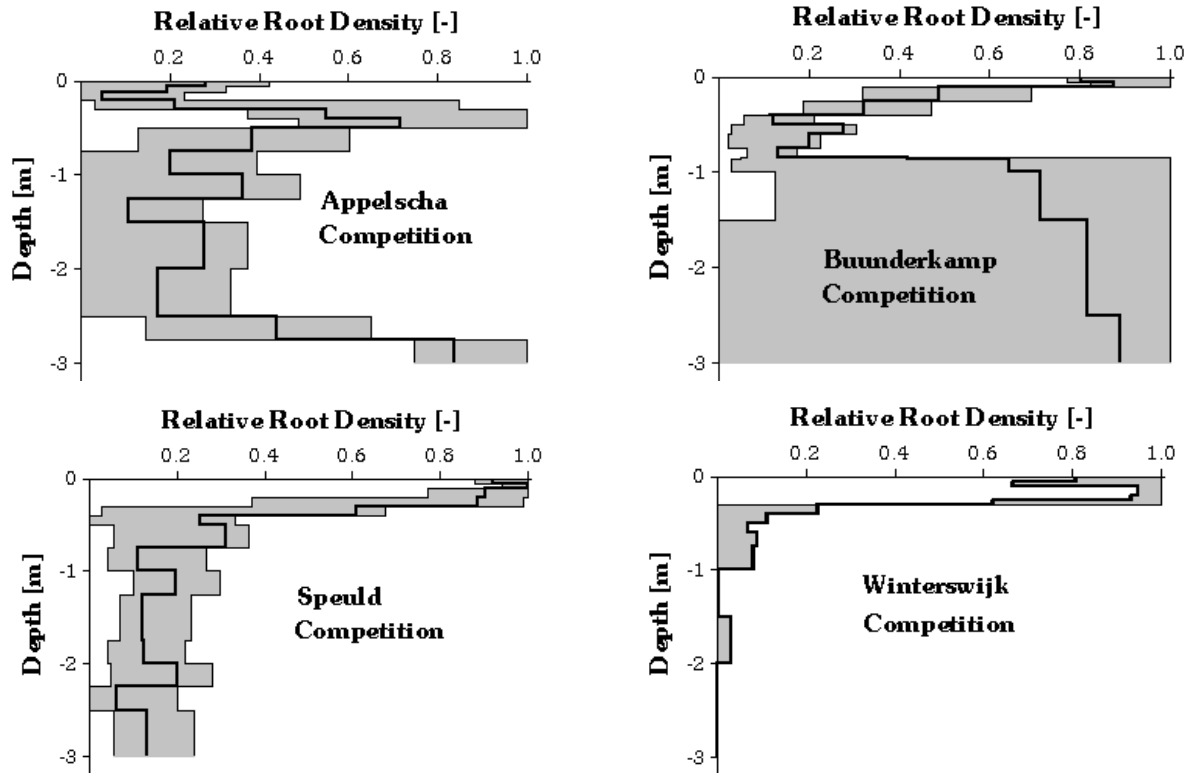 Relative Root Density [-]
0.2 0.4 0.6 0.8 1.0
0
-1
-2
-3
Depth [m]
Appelscha
Competition
Relative Root Density [-]
0.2 0.4 0.6 0.8 1.0
0
-1
-2
-3
Depth [m]
Buunderkamp
Competition
Relative Root Density [-]
0.2 0.4 0.6 0.8 1.0
0
-1
-2
-3
Depth [m]
Speuld
Competition
Relative Root Density [-]
0.2 0.4 0.6 0.8 1.0
0
-1
-2
-3
Depth [m]
Winterswijk
Competition